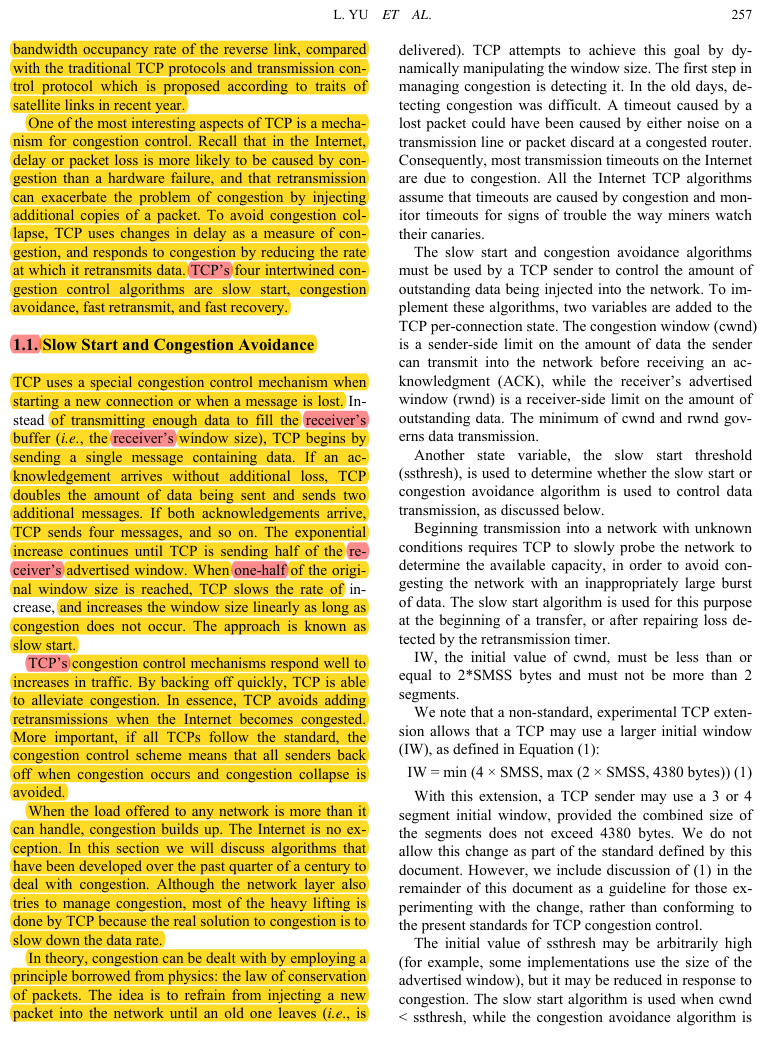 L. YU ET AL.
257
bandwidth occupancy rate of the reverse link, compared
with the traditional TCP protocols and transmission con-
trol protocol which is proposed according to traits of
satellite links in recent year.
One of the most interesting aspects of TCP is a mecha-
nism for congestion control. Recall that in the Internet,
delay or packet loss is more likely to be caused by con-
gestion than a hardware failure, and that retransmission
can exacerbate the problem of congestion by injecting
additional copies of a packet. To avoid congestion col-
lapse, TCP uses changes in delay as a measure of con-
gestion, and responds to congestion by reducing the rate
at which it retransmits data. TCP's four intertwined con-
gestion control algorithms are slow start, congestion
avoidance, fast retransmit, and fast recovery.
1.1. Slow Start and Congestion Avoidance
TCP uses a special congestion control mechanism when
starting a new connection or when a message is lost. In-
stead of transmitting enough data to fill the receiver's
buffer (i.e., the receiver's window size), TCP begins by
sending a single message containing data. If an ac-
knowledgement arrives without additional loss, TCP
doubles the amount of data being sent and sends two
additional messages. If both acknowledgements arrive,
TCP sends four messages, and so on. The exponential
increase continues until TCP is sending half of the re-
ceiver's advertised window. When one-half of the origi-
nal window size is reached, TCP slows the rate of in-
crease, and increases the window size linearly as long as
congestion does not occur. The approach is known as
slow start.
TCP's congestion control mechanisms respond well to
increases in traffic. By backing off quickly, TCP is able
to alleviate congestion. In essence, TCP avoids adding
retransmissions when the Internet becomes congested.
More important, if all TCPs follow the standard, the
congestion control scheme means that all senders back
off when congestion occurs and congestion collapse is
avoided.
When the load offered to any network is more than it
can handle, congestion builds up. The Internet is no ex-
ception. In this section we will discuss algorithms that
have been developed over the past quarter of a century to
deal with congestion. Although the network layer also
tries to manage congestion, most of the heavy lifting is
done by TCP because the real solution to congestion is to
slow down the data rate.
In theory, congestion can be dealt with by employing a
principle borrowed from physics: the law of conservation
of packets. The idea is to refrain from injecting a new
packet into the network until an old one leaves (i.e., is
delivered). TCP attempts to achieve this goal by dy-
namically manipulating the window size. The first step in
managing congestion is detecting it. In the old days, de-
tecting congestion was difficult. A timeout caused by a
lost packet could have been caused by either noise on a
transmission line or packet discard at a congested router.
Consequently, most transmission timeouts on the Internet
are due to congestion. All the Internet TCP algorithms
assume that timeouts are caused by congestion and mon-
itor timeouts for signs of trouble the way miners watch
their canaries.
The slow start and congestion avoidance algorithms
must be used by a TCP sender to control the amount of
outstanding data being injected into the network. To im-
plement these algorithms, two variables are added to the
TCP per-connection state. The congestion window (cwnd)
is a sender-side limit on the amount of data the sender
can transmit into the network before receiving an ac-
knowledgment (ACK), while the receiver's advertised
window (rwnd) is a receiver-side limit on the amount of
outstanding data. The minimum of cwnd and rwnd gov-
erns data transmission.
Another state variable, the slow start threshold
(ssthresh), is used to determine whether the slow start or
congestion avoidance algorithm is used to control data
transmission, as discussed below.
Beginning transmission into a network with unknown
conditions requires TCP to slowly probe the network to
determine the available capacity, in order to avoid con-
gesting the network with an inappropriately large burst
of data. The slow start algorithm is used for this purpose
at the beginning of a transfer, or after repairing loss de-
tected by the retransmission timer.
IW, the initial value of cwnd, must be less than or
equal to 2*SMSS bytes and must not be more than 2
segments.
We note that a non-standard, experimental TCP exten-
sion allows that a TCP may use a larger initial window
(IW), as defined in Equation (1):
IW = min (4 × SMSS, max (2 × SMSS, 4380 bytes)) (1)
With this extension, a TCP sender may use a 3 or 4
segment initial window, provided the combined size of
the segments does not exceed 4380 bytes. We do not
allow this change as part of the standard defined by this
document. However, we include discussion of (1) in the
remainder of this document as a guideline for those ex-
perimenting with the change, rather than conforming to
the present standards for TCP congestion control.
The initial value of ssthresh may be arbitrarily high
(for example, some implementations use the size of the
advertised window), but it may be reduced in response to
congestion. The slow start algorithm is used when cwnd
< ssthresh, while the congestion avoidance algorithm is